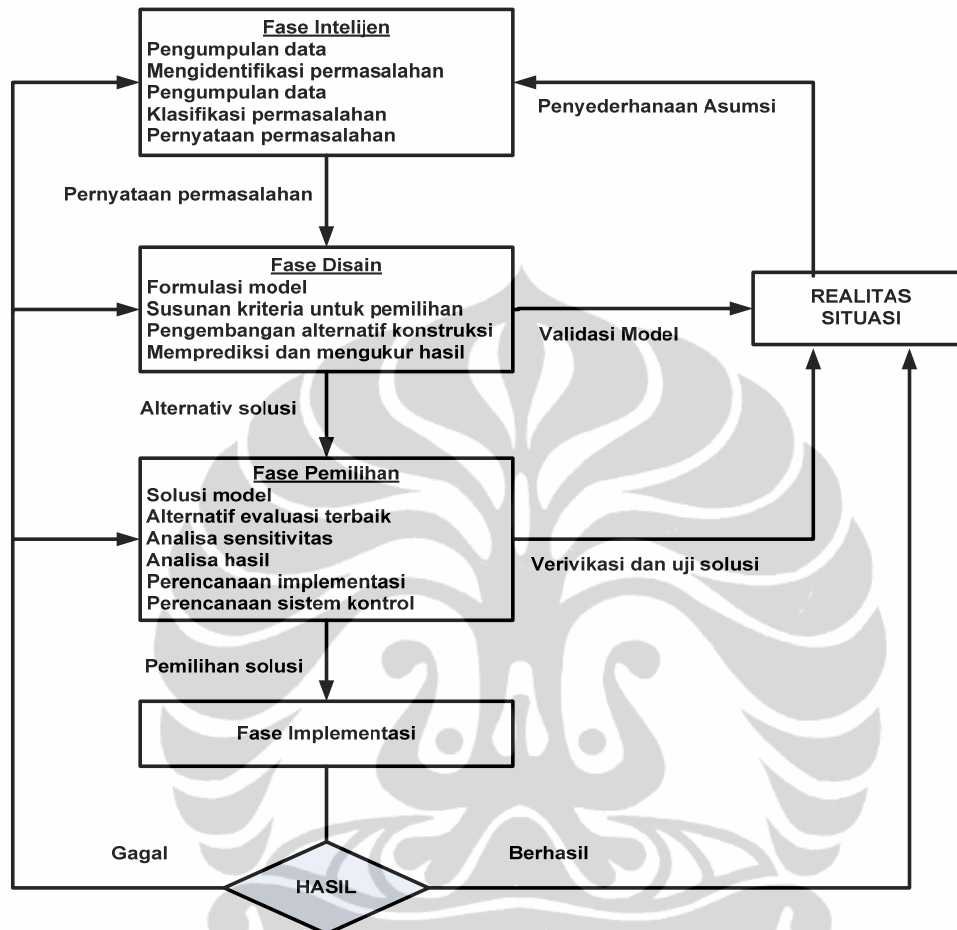 Fase Intelijen
Pengumpulan data
Mengidentifikasi permasalahan
Pengumpulan data
Klasifikasi permasalahan
Pernyataan permasalahan
Penyederhanaan Asumsi
Pernyataan permasalahan
Fase Disain
Formulasi model
Susunan kriteria untuk pemilihan
Pengembangan alternatif konstruksi
Memprediksi dan mengukur hasil
REALITAS
SITUASI
Validasi Model
Alternativ solusi
Fase Pemilihan
Solusi model
Alternatif evaluasi terbaik
Analisa sensitivitas
Analisa hasil
Perencanaan implementasi
Perencanaan sistem kontrol
Verivikasi dan uji solusi
Pemilihan solusi
Fase Implementasi
Gagal
Berhasil
HASIL